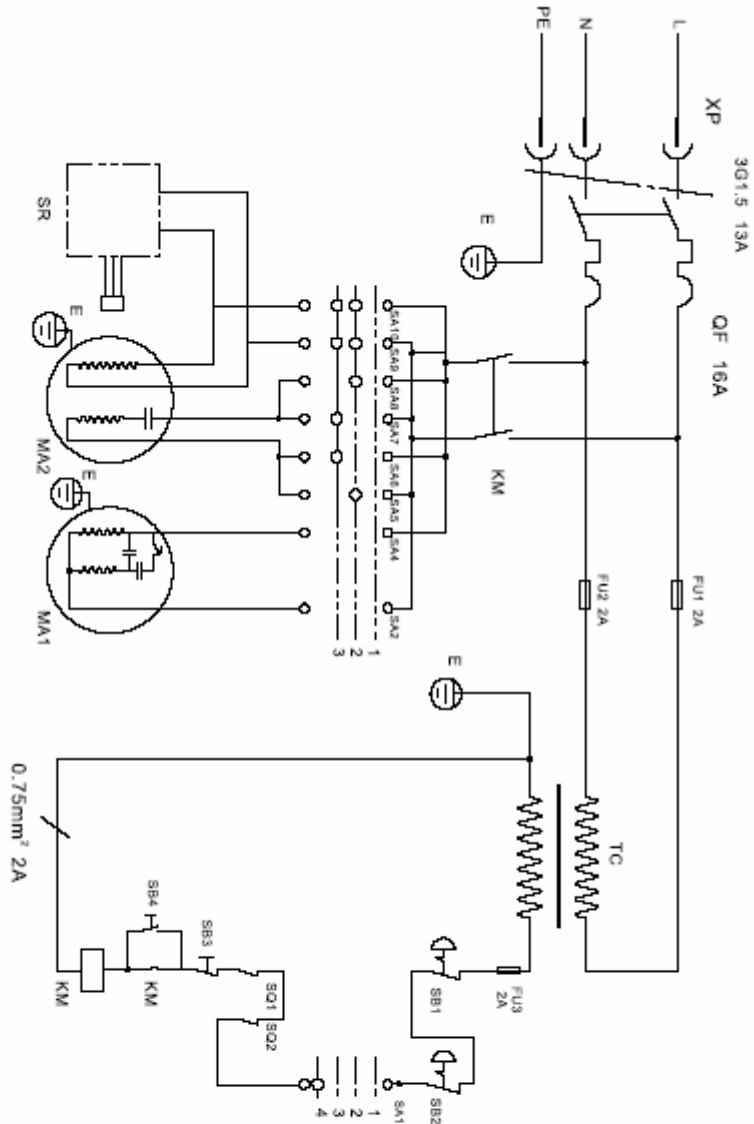 L
N
PE
XP
3G1.5 13A
E
QF 16A
SR
E
MA2
E
MA1
SA10
SA9
SA8
SA7
SA6
SA5
SA4
SA2
1
2
3
KM
FU1 2A
FU2 2A
E
TC
0.75mm² 2A
FU3
2A
SB1
SB2
SA1
1
2
3
4
SQ1
SQ2
SB3
SB4
KM
KM